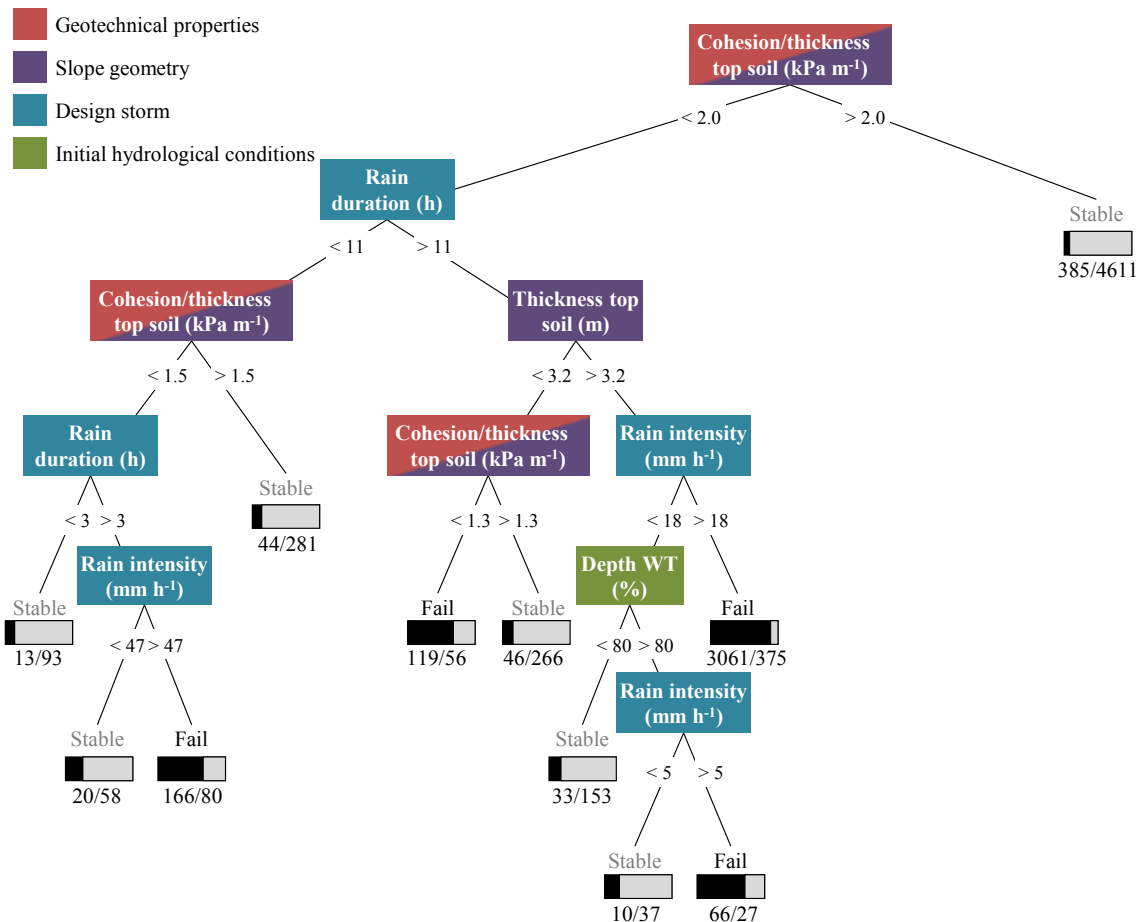 Geotechnical properties
Slope geometry
Design storm
Initial hydrological conditions
Cohesion/thickness
top soil (kPa m⁻¹)
< 2.0
> 2.0
Rain
duration (h)
Stable
385/4611
< 11
> 11
Cohesion/thickness
top soil (kPa m⁻¹)
Thickness top
soil (m)
< 1.5
> 1.5
< 3.2
> 3.2
Rain
duration (h)
Cohesion/thickness
top soil (kPa m⁻¹)
Rain intensity
(mm h⁻¹)
Stable
44/281
< 3
> 3
< 1.3
> 1.3
< 18
> 18
Rain intensity
(mm h⁻¹)
Depth WT
(%)
Stable
13/93
Fail
119/56
Stable
46/266
Fail
3061/375
< 47
> 47
< 80
> 80
Rain intensity
(mm h⁻¹)
Stable
20/58
Fail
166/80
Stable
33/153
< 5
> 5
Stable
10/37
Fail
66/27